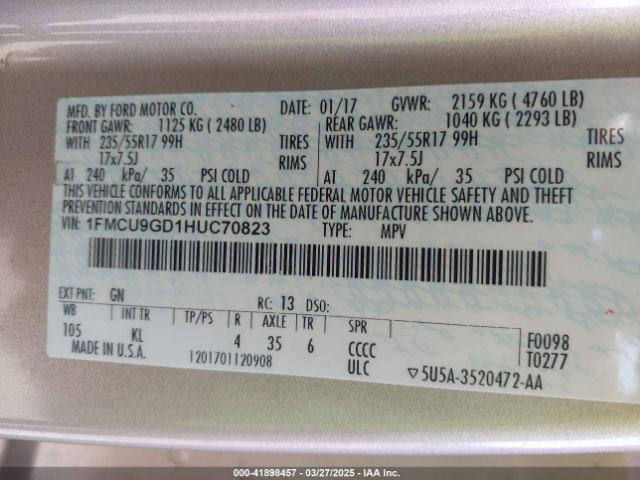 MFD. BY FORD MOTOR CO.
DATE: 01/17 GVWR: 2159 KG ( 4760 LB)
FRONT GAWR: 1125 KG ( 2480 LB)
REAR GAWR: 1040 KG ( 2293 LB)
WITH 235/55R17 99H TIRES
WITH 235/55R17 99H TIRES
17x7.5J RIMS
17x7.5J RIMS
AT 240 kPa/ 35 PSI COLD
AT 240 kPa/ 35 PSI COLD
THIS VEHICLE CONFORMS TO ALL APPLICABLE FEDERAL MOTOR VEHICLE SAFETY AND THEFT
PREVENTION STANDARDS IN EFFECT ON THE DATE OF MANUFACTURE SHOWN ABOVE.
VIN: 1FMCU9GD1HUC70823 TYPE: MPV
EXT PNT: GN RC: 13 DSO:
WB INT TR TP/PS R AXLE TR SPR
105 KL 4 35 6 CCCC
F0098
MADE IN U.S.A. 1201701120908 ULC
T0277
▽5U5A-3520472-AA
000-41898457 - 03/27/2025 - IAA Inc.